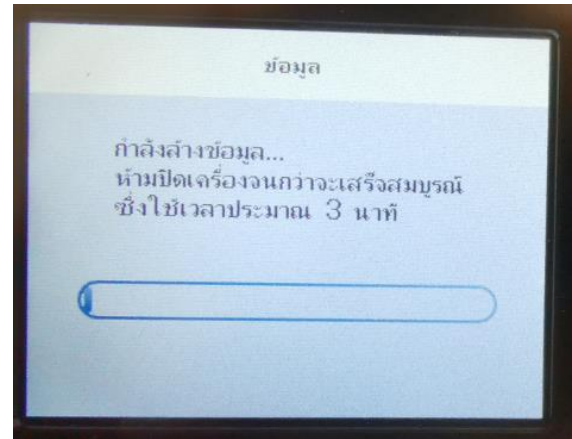 ข้อมูล
กำลังล้างข้อมูล...
ห้ามปิดเครื่องจนกว่าจะเสร็จสมบูรณ์
ซึ่งใช้เวลาประมาณ 3 นาที